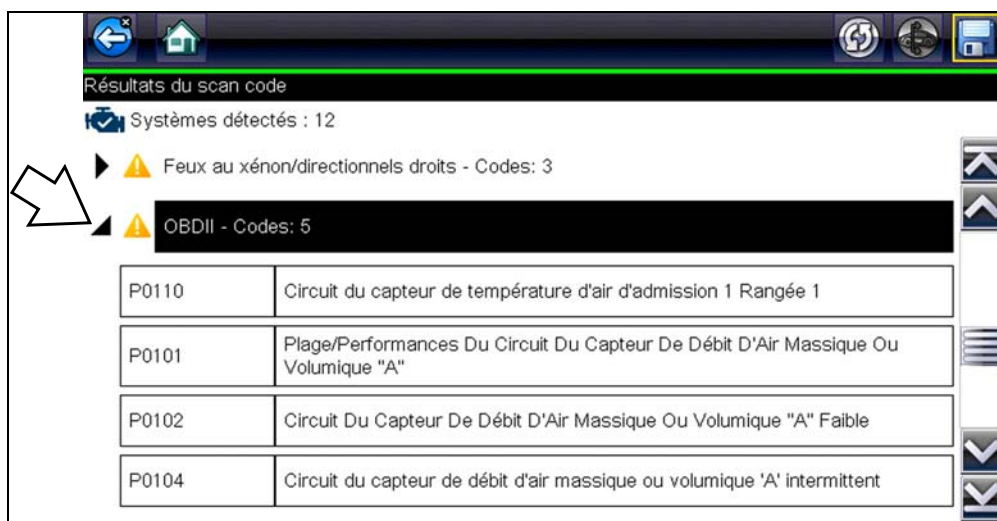 Résultats du scan code
Systèmes détectés : 12
Feux au xénon/directionnels droits - Codes: 3
OBDII - Codes: 5
P0110 Circuit du capteur de température d'air d'admission 1 Rangée 1
P0101 Plage/Performances Du Circuit Du Capteur De Débit D'Air Massique Ou
Volumique "A"
P0102 Circuit Du Capteur De Débit D'Air Massique Ou Volumique "A" Faible
P0104 Circuit du capteur de débit d'air massique ou volumique 'A' intermittent